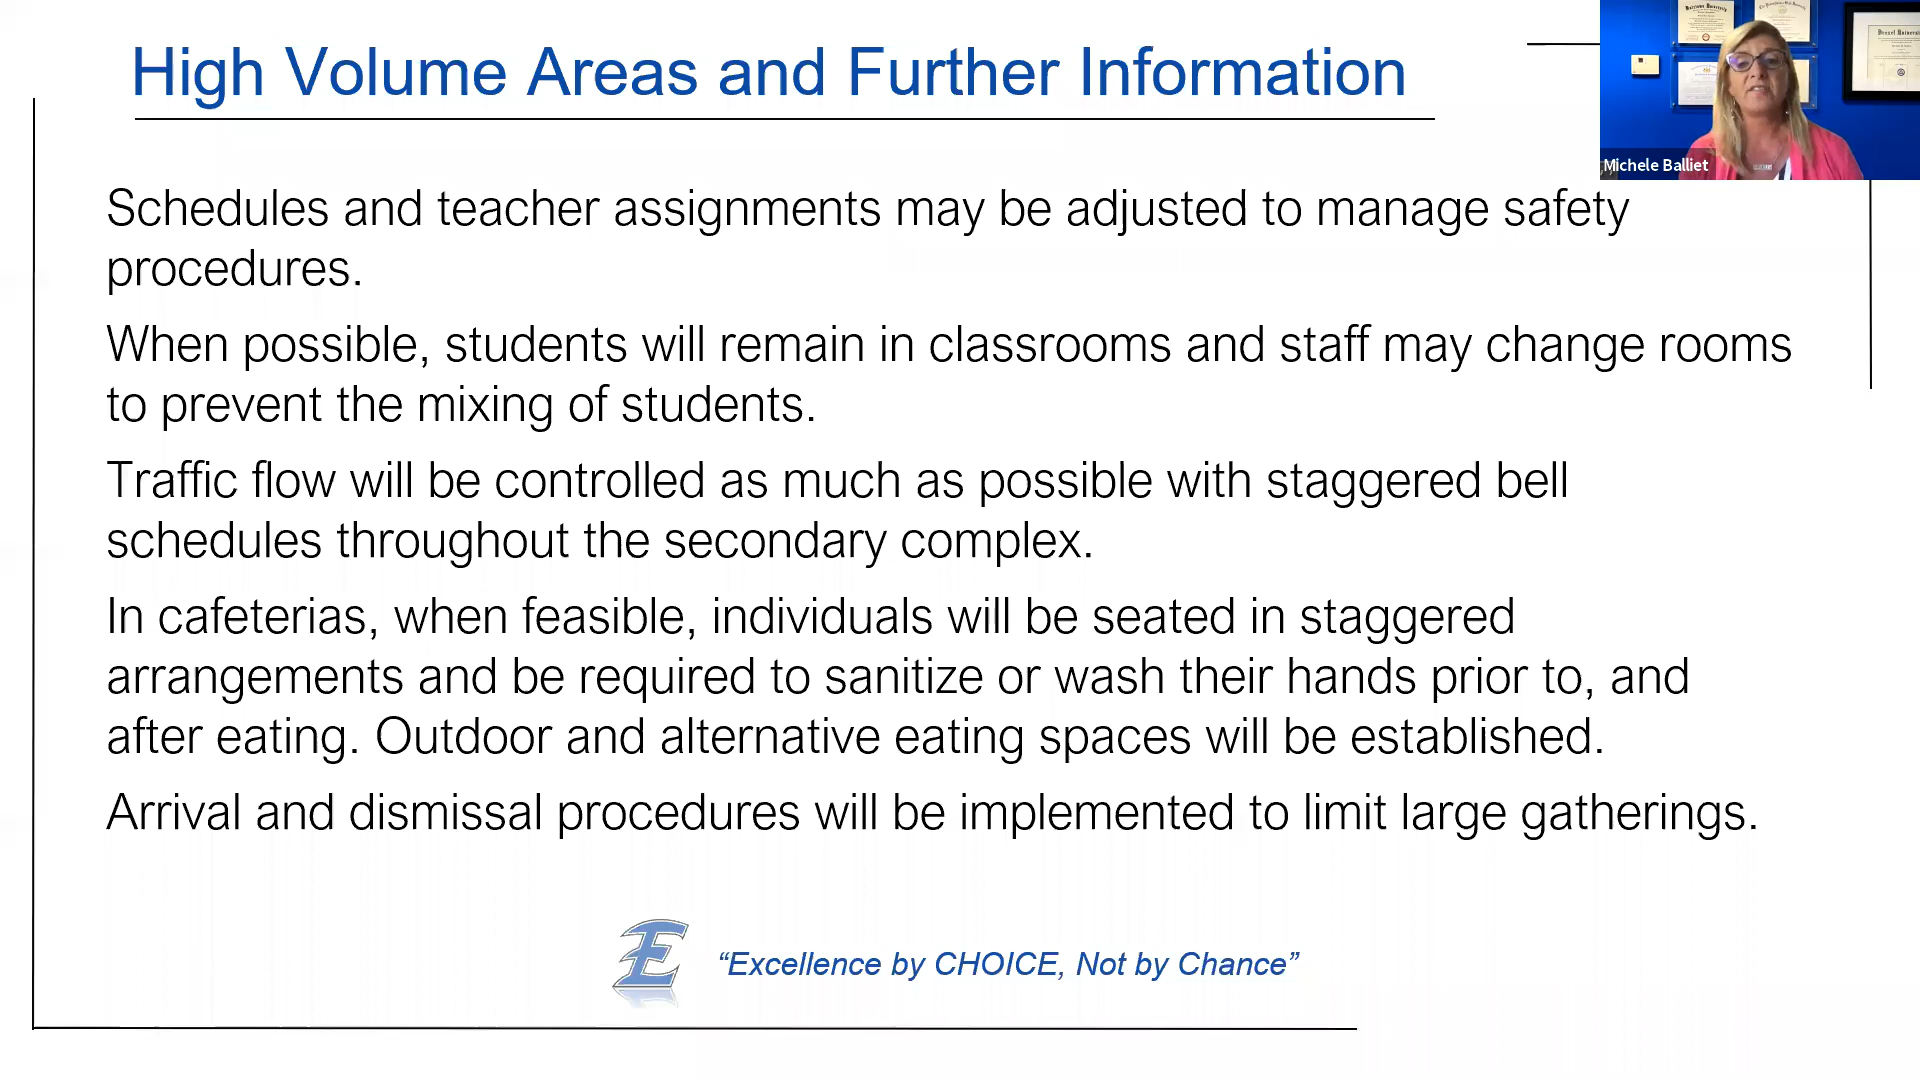 High Volume Areas and Further Information
Michele Balliet
Schedules and teacher assignments may be adjusted to manage safety
procedures.
When possible, students will remain in classrooms and staff may change rooms
to prevent the mixing of students.
Traffic flow will be controlled as much as possible with staggered bell
schedules throughout the secondary complex.
In cafeterias, when feasible, individuals will be seated in staggered
arrangements and be required to sanitize or wash their hands prior to, and
after eating. Outdoor and alternative eating spaces will be established.
Arrival and dismissal procedures will be implemented to limit large gatherings.
E
“Excellence by CHOICE, Not by Chance”